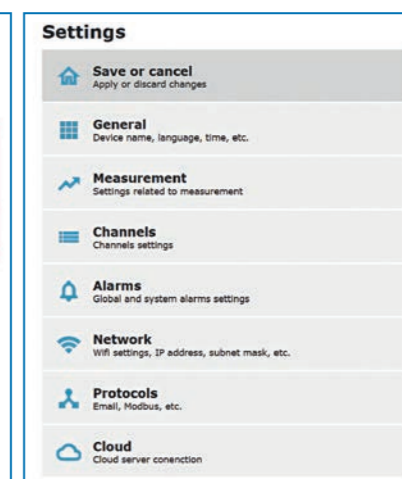 Settings
Save or cancel
Apply or discard changes
General
Device name, language, time, etc.
Measurement
Settings related to measurement
Channels
Channels settings
Alarms
Global and system alarms settings
Network
Wifi settings, IP address, subnet mask, etc.
Protocols
Email, Modbus, etc.
Cloud
Cloud server conenction